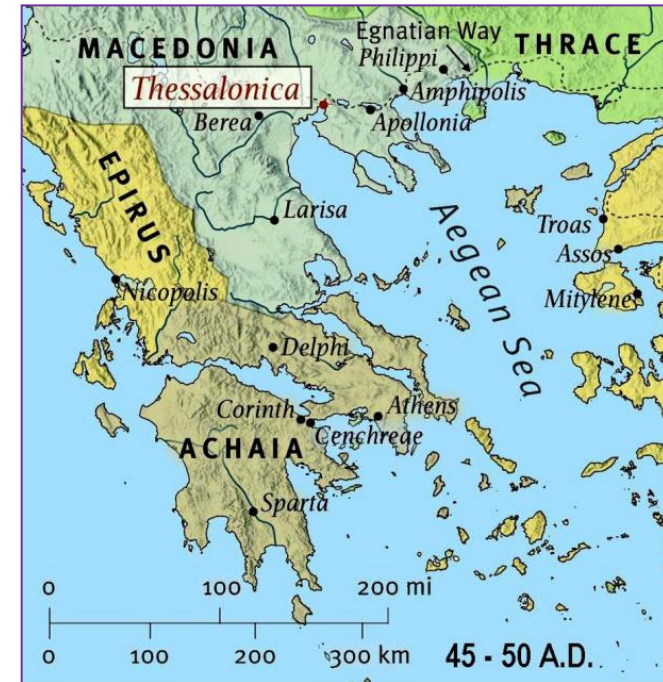 Egnatian Way
MACEDONIA
THRACE
Philippi
Thessalonica
Amphipolis
Berea
Apollonia
EPIRUS
Larisa
Aegean Sea
Troas
Assos
Nicopolis
Mitylene
Delphi
Corinth
Athens
Cenchreae
ACHAIA
Sparta
0 100 200 mi
0 100 200 300 km
45 - 50 A.D.